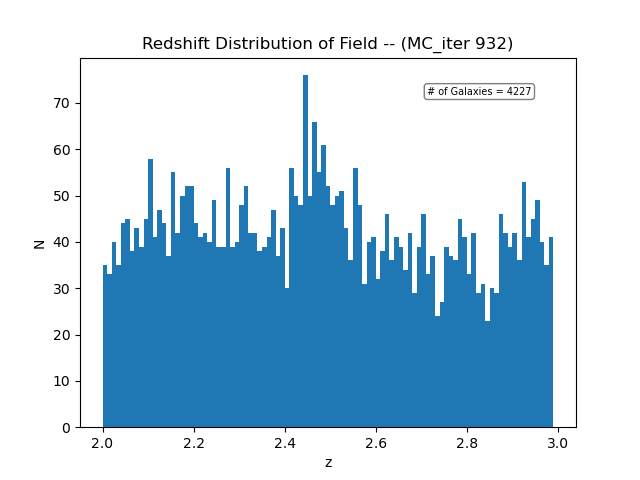 Redshift Distribution of Field -- (MC_iter 932)
# of Galaxies = 4227
70
60
50
40
30
20
10
0
N
2.0 2.2 2.4 2.6 2.8 3.0
z